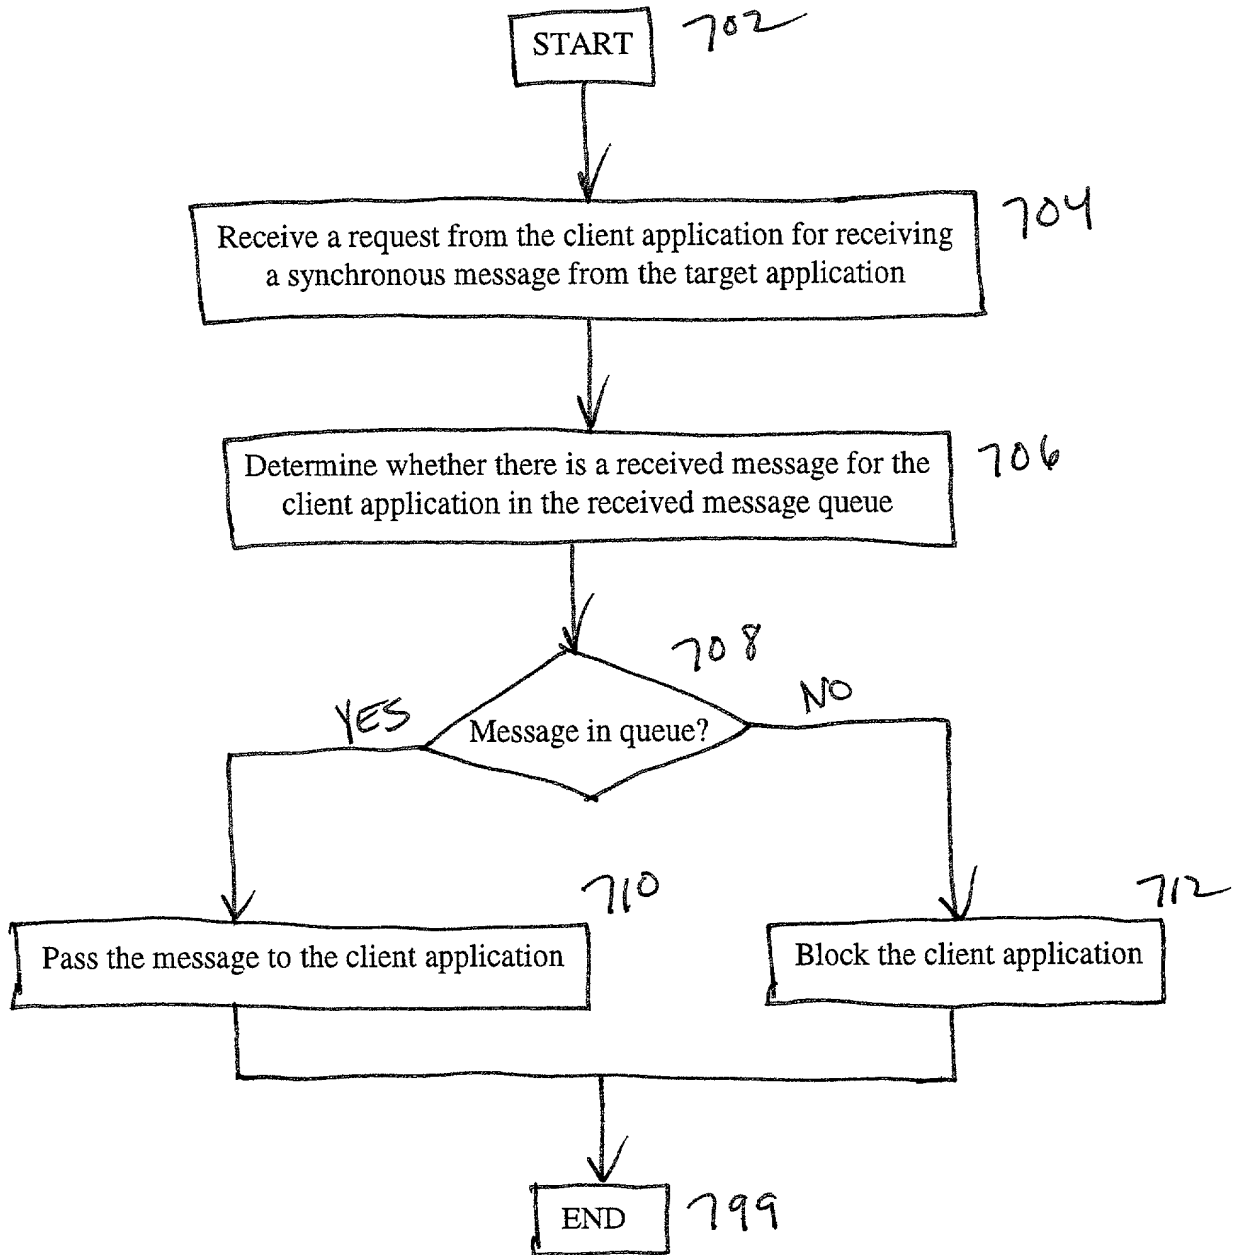 START
702
Receive a request from the client application for receiving
a synchronous message from the target application
704
Determine whether there is a received message for the
client application in the received message queue
706
708
YES
Message in queue?
NO
710
Pass the message to the client application
712
Block the client application
END
799